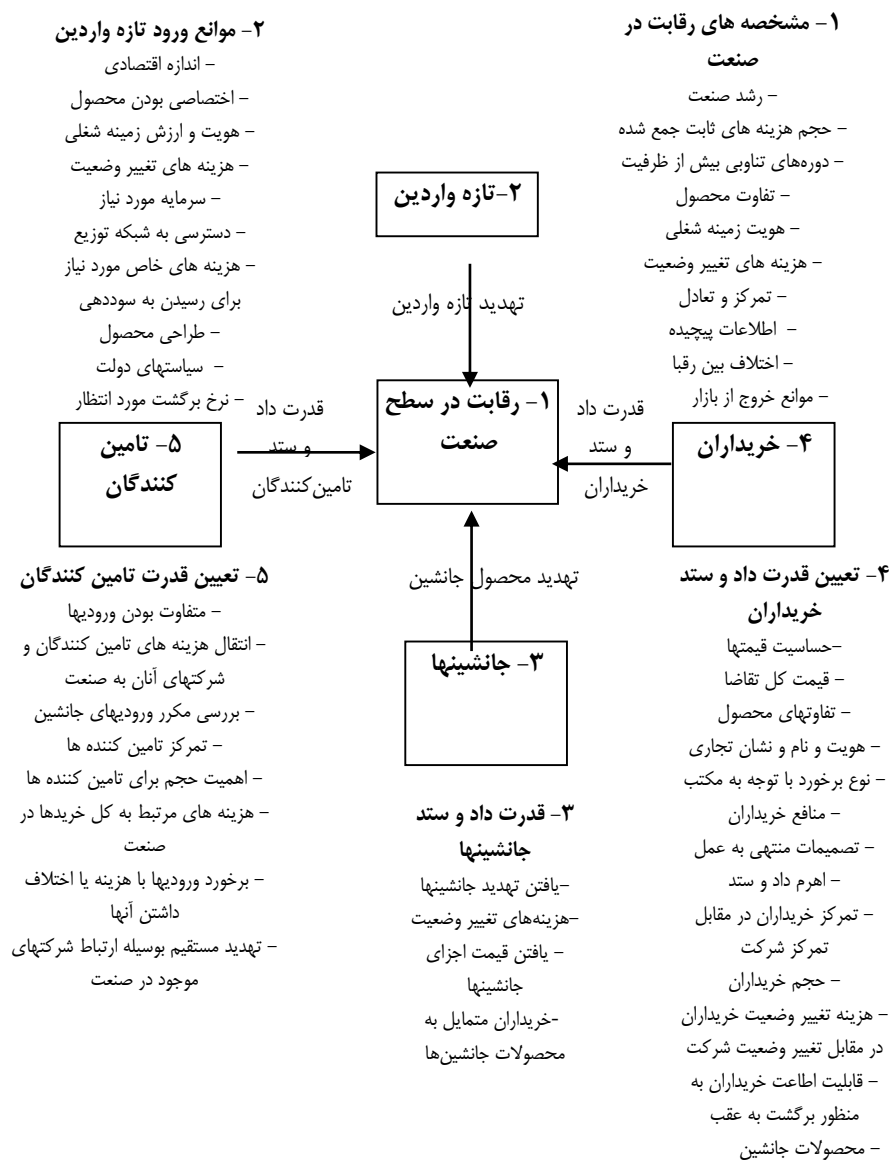 ۱- مشخصه های رقابت در
صنعت
- رشد صنعت
- حجم هزینه های ثابت جمع شده
- دوره‌های تناوبی بیش از ظرفیت
- تفاوت محصول
- هویت زمینه شغلی
- هزینه های تغییر وضعیت
- تمرکز و تعادل
- اطلاعات پیچیده
- اختلاف بین رقبا
- موانع خروج از بازار
۲- موانع ورود تازه واردین
- اندازه اقتصادی
- اختصاصی بودن محصول
- هویت و ارزش زمینه شغلی
- هزینه های تغییر وضعیت
- سرمایه مورد نیاز
- دسترسی به شبکه توزیع
- هزینه های خاص مورد نیاز
برای رسیدن به سوددهی
- طراحی محصول
- سیاستهای دولت
- نرخ برگشت مورد انتظار
۲-تازه واردین
تهدید تازه واردین
۴- خریداران
قدرت داد
و ستد
خریداران
۱- رقابت در سطح
صنعت
قدرت داد
و ستد
تامین‌کنندگان
۵- تامین
کنندگان
تهدید محصول جانشین
۳- جانشینها
۴- تعیین قدرت داد و ستد
خریداران
-حساسیت قیمتها
- قیمت کل تقاضا
- تفاوتهای محصول
- هویت و نام و نشان تجاری
- نوع برخورد با توجه به مکتب
- منافع خریداران
- تصمیمات منتهی به عمل
- اهرم داد و ستد
- تمرکز خریداران در مقابل
تمرکز شرکت
- حجم خریداران
- هزینه تغییر وضعیت خریداران
در مقابل تغییر وضعیت شرکت
- قابلیت اطاعت خریداران به
منظور برگشت به عقب
- محصولات جانشین
۳- قدرت داد و ستد
جانشینها
-یافتن تهدید جانشینها
-هزینه‌های تغییر وضعیت
- یافتن قیمت اجزای
جانشینها
-خریداران متمایل به
محصولات جانشین‌ها
۵- تعیین قدرت تامین کنندگان
- متفاوت بودن ورودیها
- انتقال هزینه های تامین کنندگان و
شرکتهای آنان به صنعت
- بررسی مکرر ورودیهای جانشین
- تمرکز تامین کننده ها
- اهمیت حجم برای تامین کننده ها
- هزینه های مرتبط به کل خریدها در
صنعت
- برخورد ورودیها با هزینه یا اختلاف
داشتن آنها
- تهدید مستقیم بوسیله ارتباط شرکتهای
موجود در صنعت